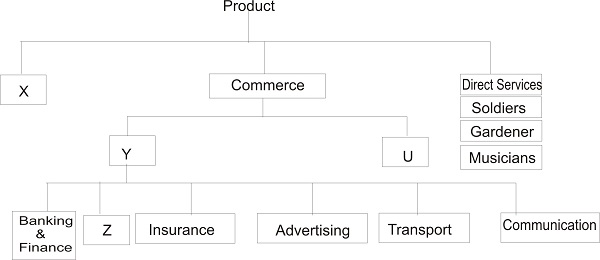 Product
X
Commerce
Direct Services
Soldiers
Gardener
Musicians
Y
U
Banking
&
Finance
Z
Insurance
Advertising
Transport
Communication